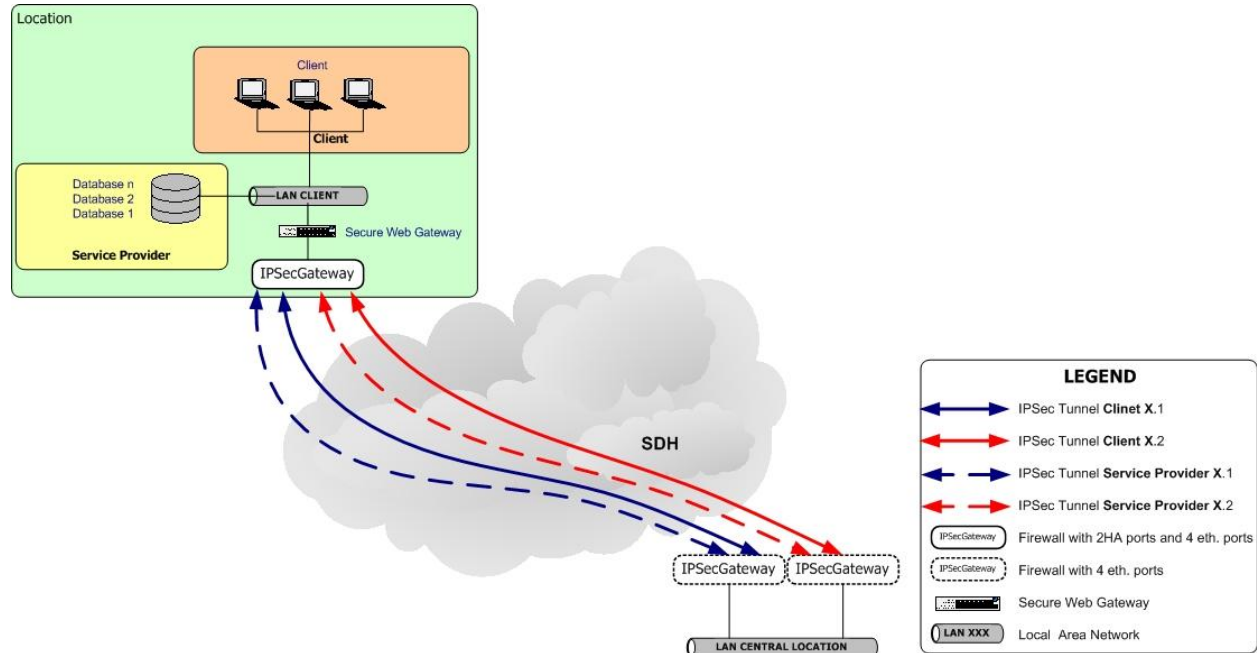 Location
Client
Client
Database n
Database 2
Database 1
Service Provider
LAN CLIENT
Secure Web Gateway
IPSecGateway
SDH
IPSecGateway
IPSecGateway
LAN CENTRAL LOCATION
LEGEND
IPSec Tunnel Clinet X.1
IPSec Tunnel Client X.2
IPSec Tunnel Service Provider X.1
IPSec Tunnel Service Provider X.2
IPSecGateway Firewall with 2HA ports and 4 eth. ports
IPSecGateway Firewall with 4 eth. ports
Secure Web Gateway
LAN XXX Local Area Network